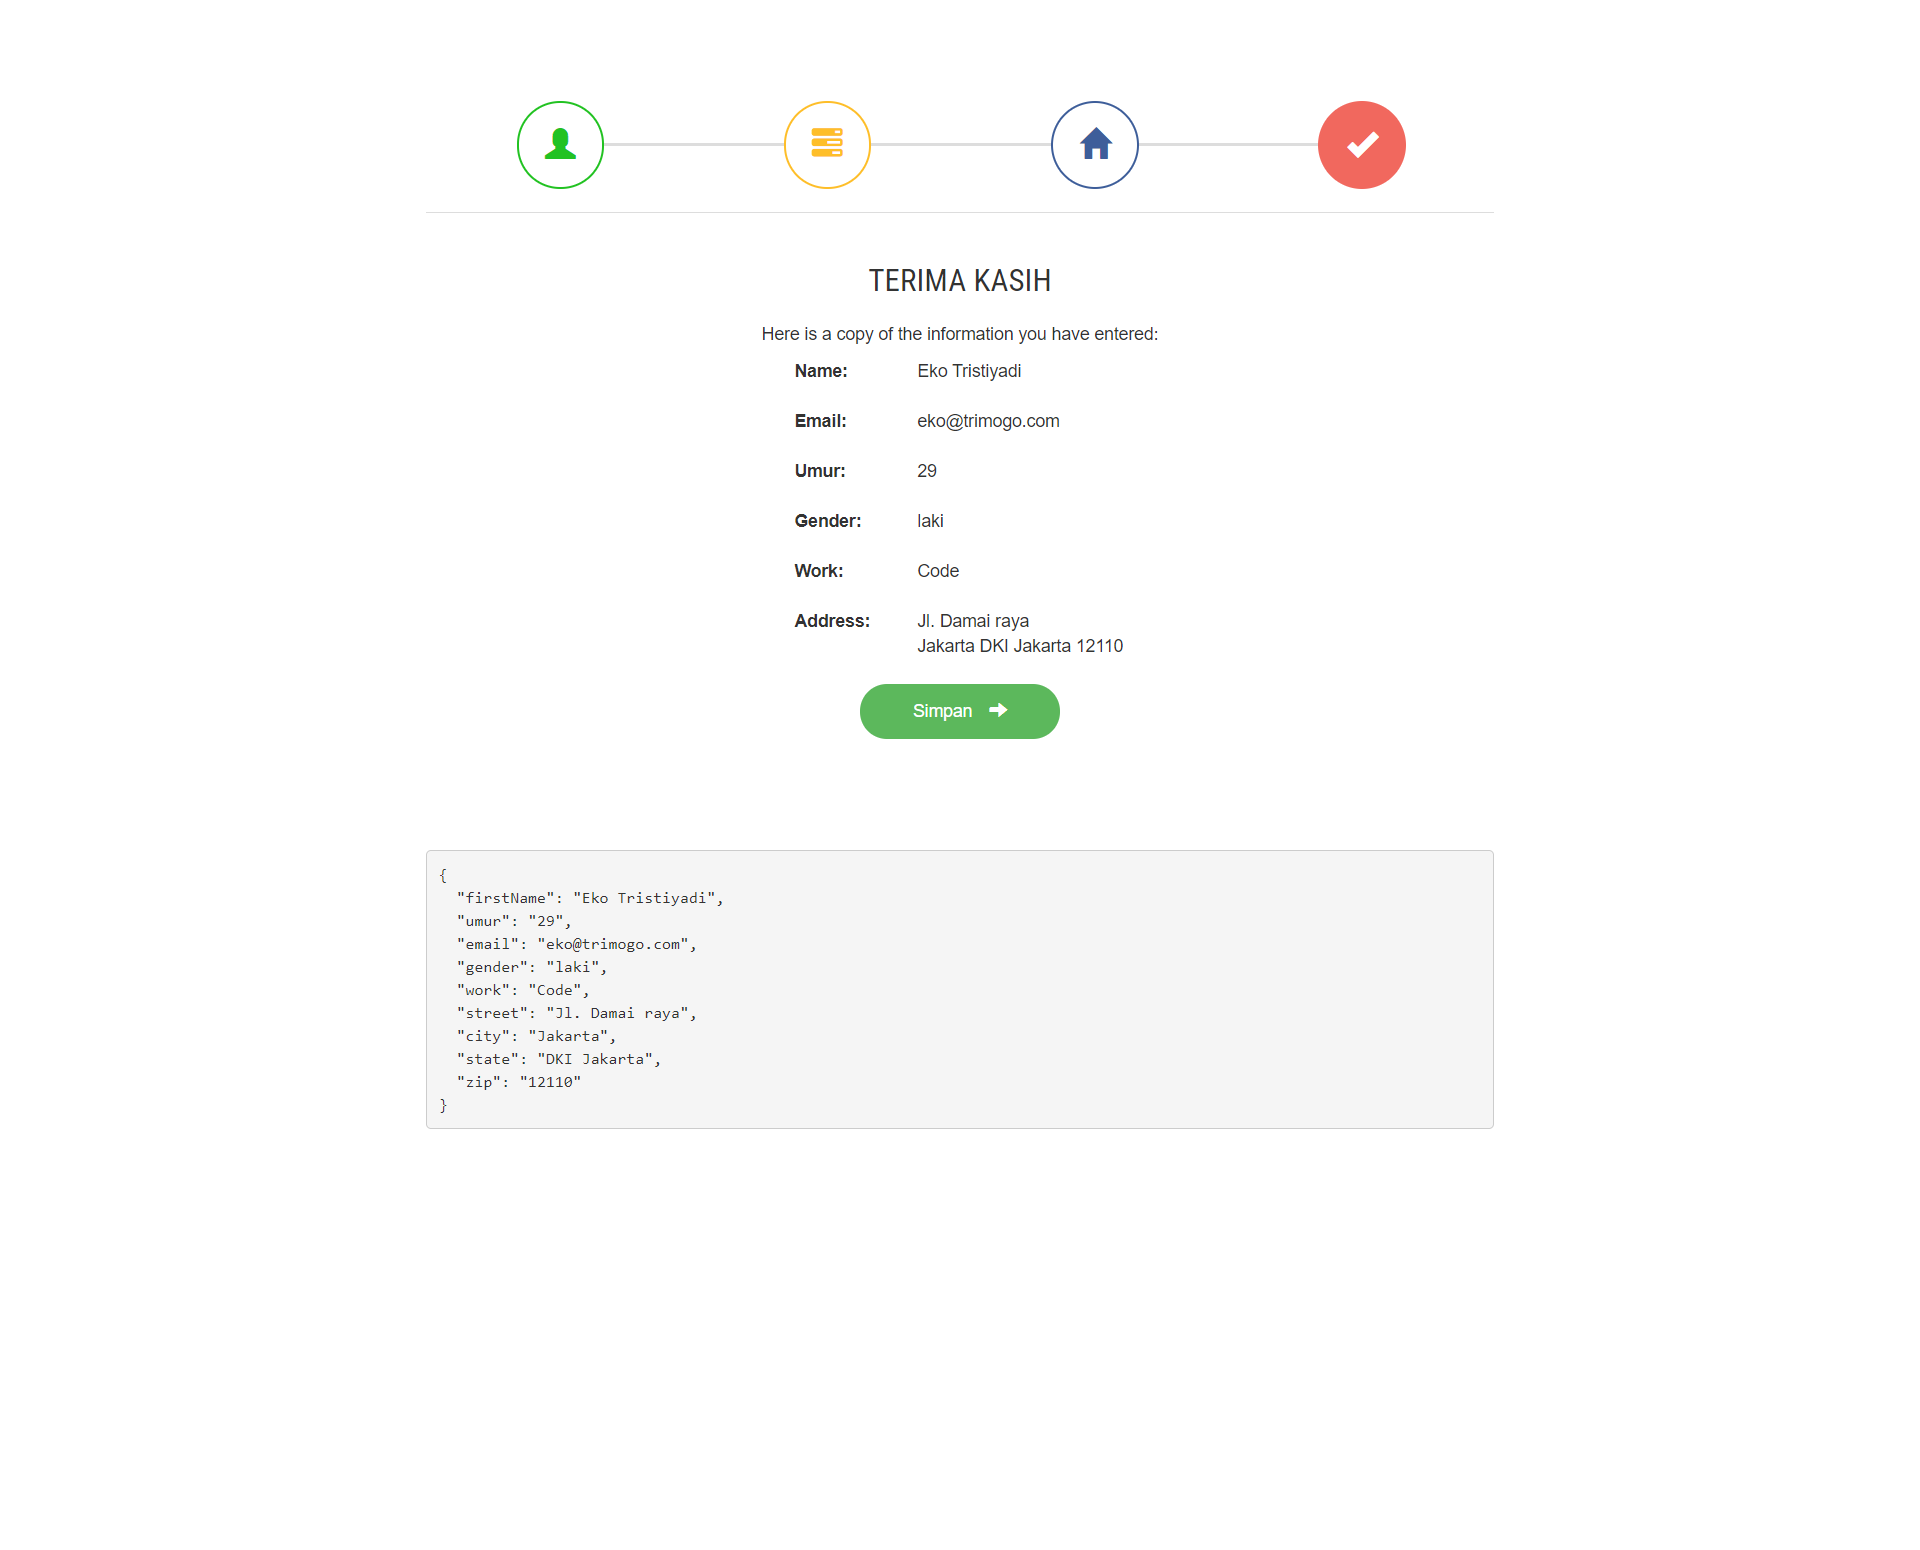 TERIMA KASIH
Here is a copy of the information you have entered:
Name: Eko Tristiyadi
Email: eko@trimogo.com
Umur: 29
Gender: laki
Work: Code
Address: Jl. Damai raya
Jakarta DKI Jakarta 12110
Simpan
{
  "firstName": "Eko Tristiyadi",
  "umur": "29",
  "email": "eko@trimogo.com",
  "gender": "laki",
  "work": "Code",
  "street": "Jl. Damai raya",
  "city": "Jakarta",
  "state": "DKI Jakarta",
  "zip": "12110"
}